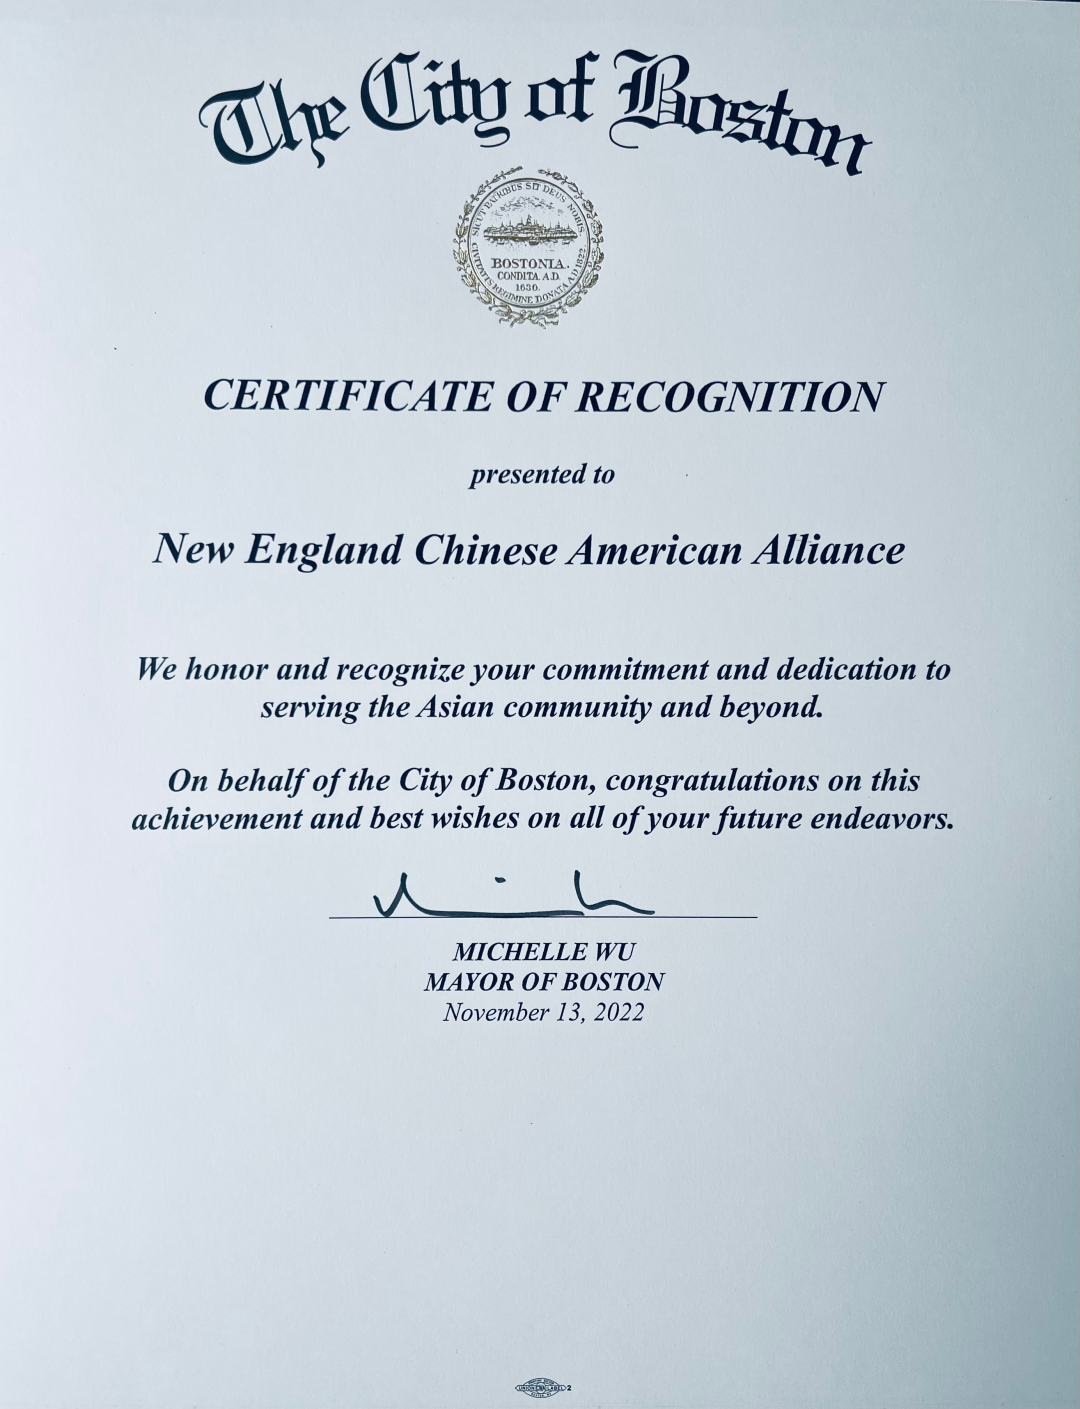 The City of Boston
SICUT PATRIBUS SIT DEUS NOBIS.
BOSTONIA.
CONDITA A.D.
1630.
CIVITATIS REGIMINE DONATA A.D. 1822.
CERTIFICATE OF RECOGNITION
presented to
New England Chinese American Alliance
We honor and recognize your commitment and dedication to
serving the Asian community and beyond.
On behalf of the City of Boston, congratulations on this
achievement and best wishes on all of your future endeavors.
MICHELLE WU
MAYOR OF BOSTON
November 13, 2022
UNION LABEL 2